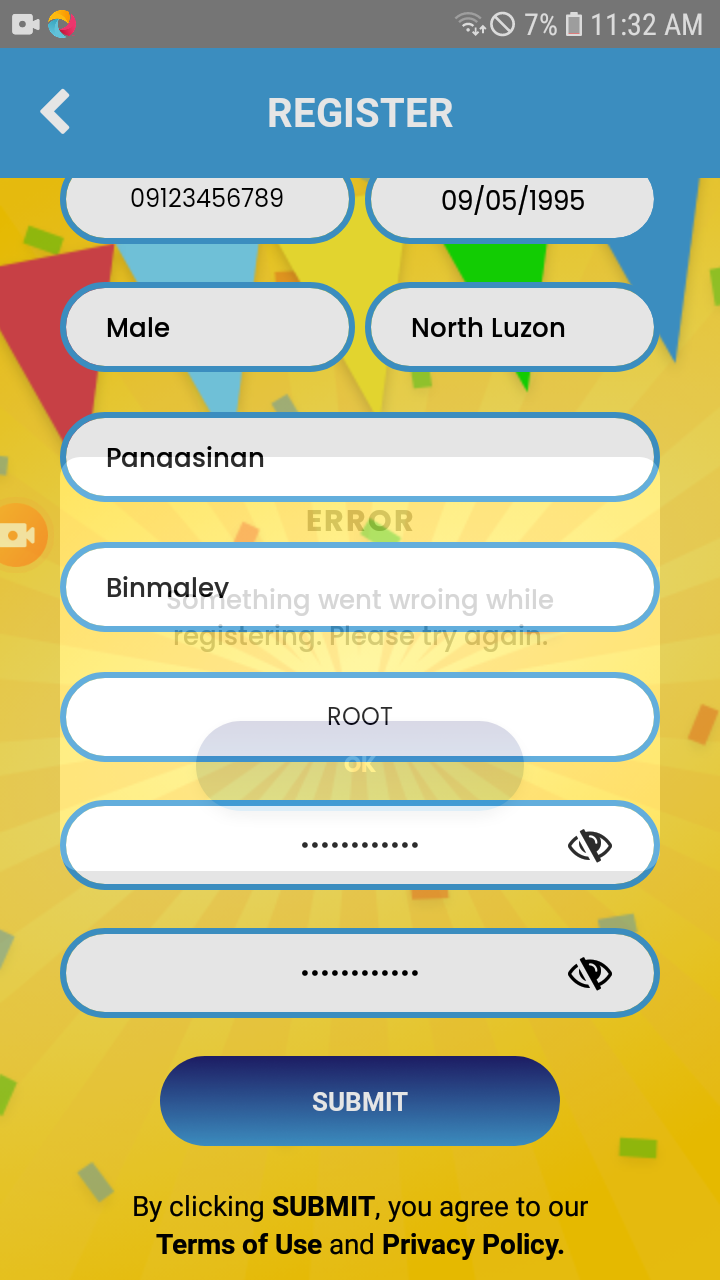 7% 11:32 AM
REGISTER
09123456789 09/05/1995
Male North Luzon
Pangasinan
ERROR
Binmaley
Something went wroing while
registering. Please try again.
ROOT
OK
••••••••••••
••••••••••••
SUBMIT
By clicking SUBMIT, you agree to our
Terms of Use and Privacy Policy.